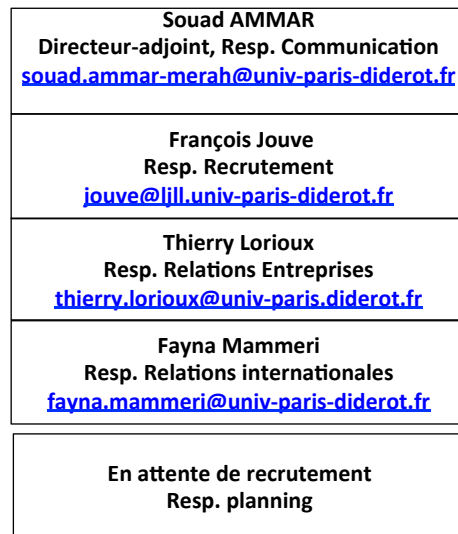 Souad AMMAR
Directeur-adjoint, Resp. Communication
souad.ammar-merah@univ-paris-diderot.fr
François Jouve
Resp. Recrutement
jouve@ljll.univ-paris-diderot.fr
Thierry Lorioux
Resp. Relations Entreprises
thierry.lorioux@univ-paris.diderot.fr
Fayna Mammeri
Resp. Relations internationales
fayna.mammeri@univ-paris-diderot.fr
En attente de recrutement
Resp. planning